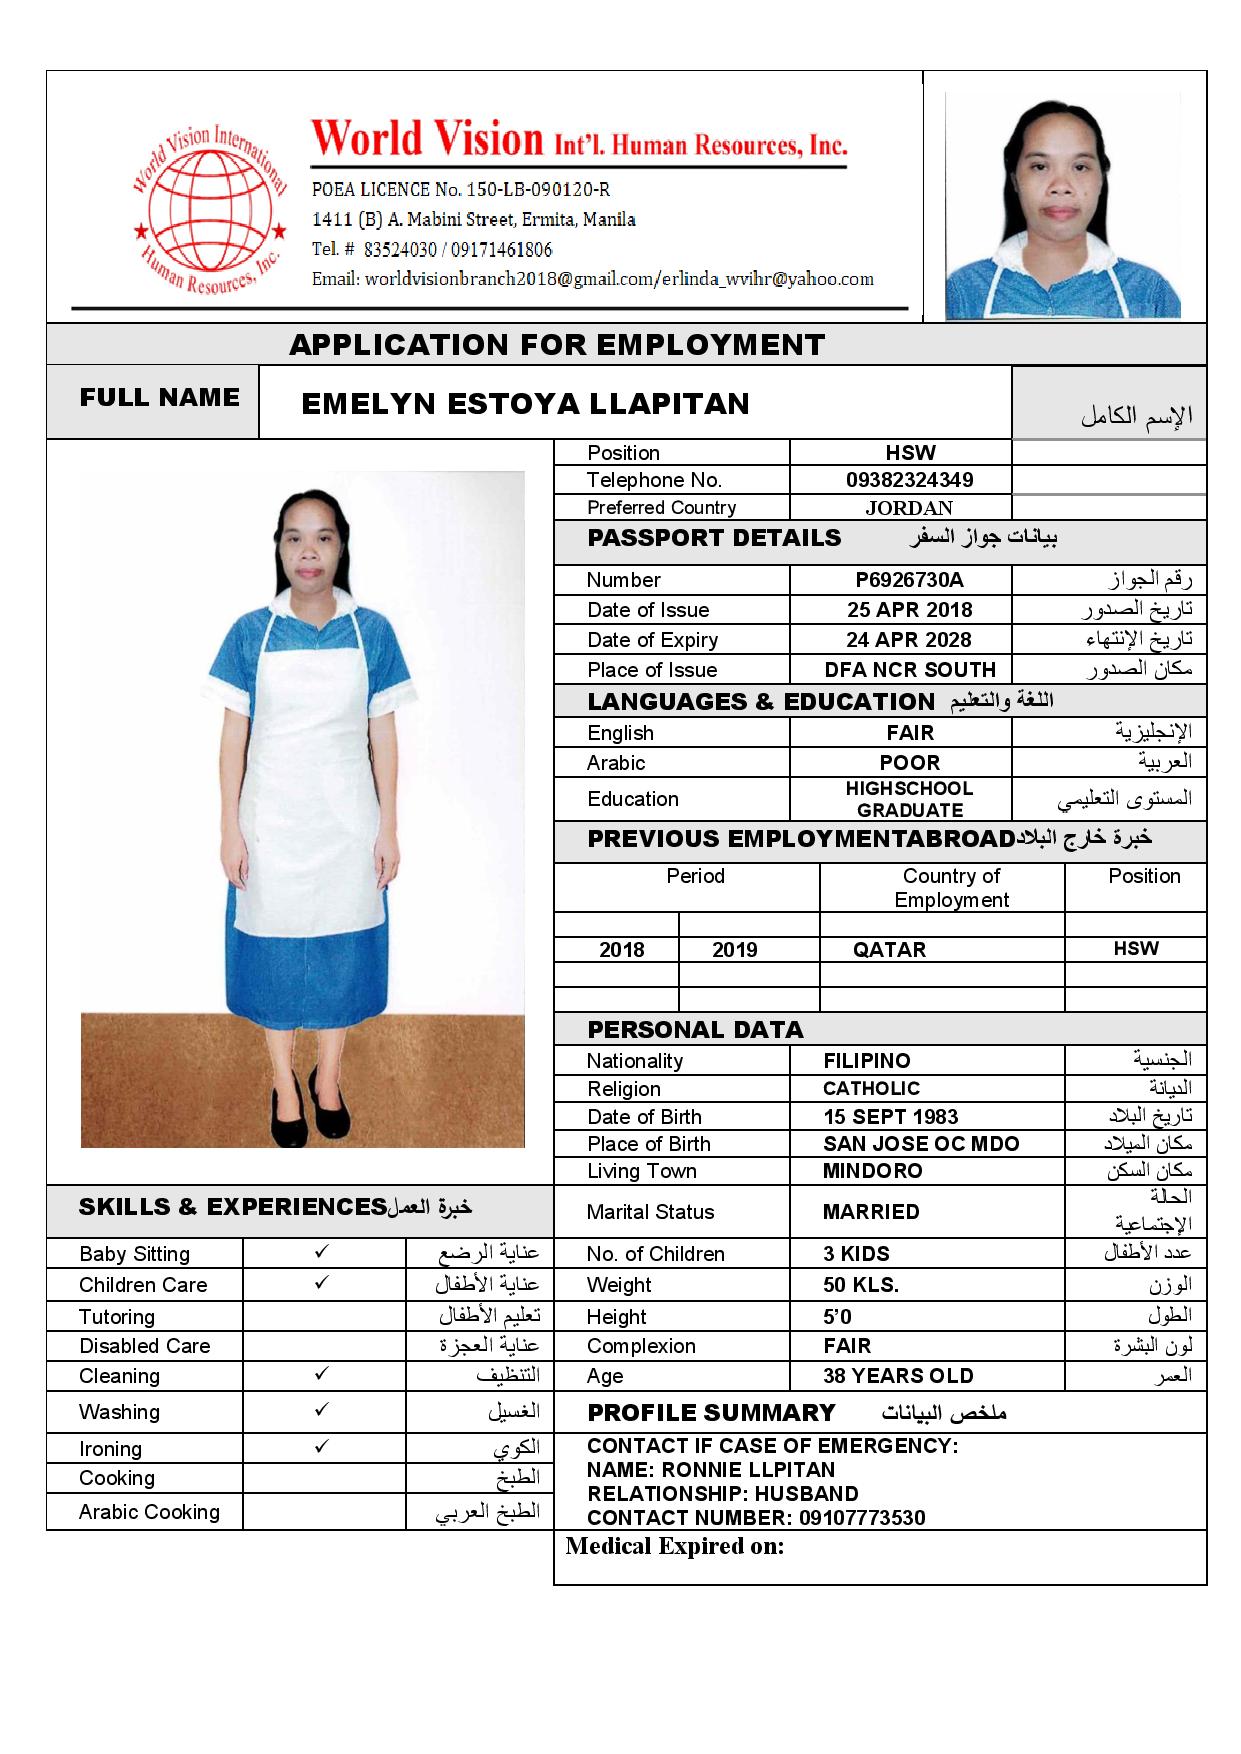 World Vision International
Human Resources, Inc.
World Vision Int'l. Human Resources, Inc.
POEA LICENCE No. 150-LB-090120-R
1411 (B) A. Mabini Street, Ermita, Manila
Tel. # 83524030 / 09171461806
Email: worldvisionbranch2018@gmail.com/erlinda_wvihr@yahoo.com
APPLICATION FOR EMPLOYMENT
FULL NAME EMELYN ESTOYA LLAPITAN الإسم الكامل
Position HSW
Telephone No. 09382324349
Preferred Country JORDAN
PASSPORT DETAILS بيانات جواز السفر
Number P6926730A رقم الجواز
Date of Issue 25 APR 2018 تاريخ الصدور
Date of Expiry 24 APR 2028 تاريخ الإنتهاء
Place of Issue DFA NCR SOUTH مكان الصدور
LANGUAGES & EDUCATION اللغة والتعليم
English FAIR الإنجليزية
Arabic POOR العربية
Education HIGHSCHOOL GRADUATE المستوى التعليمي
PREVIOUS EMPLOYMENTABROAD خبرة خارج البلاد
Period Country of Employment Position
2018 2019 QATAR HSW
PERSONAL DATA
Nationality FILIPINO الجنسية
Religion CATHOLIC الديانة
Date of Birth 15 SEPT 1983 تاريخ البلاد
Place of Birth SAN JOSE OC MDO مكان الميلاد
Living Town MINDORO مكان السكن
Marital Status MARRIED الحالة الإجتماعية
No. of Children 3 KIDS عدد الأطفال
Weight 50 KLS. الوزن
Height 5’0 الطول
Complexion FAIR لون البشرة
Age 38 YEARS OLD العمر
SKILLS & EXPERIENCES خبرة العمل
Baby Sitting ✓ عناية الرضع
Children Care ✓ عناية الأطفال
Tutoring تعليم الأطفال
Disabled Care عناية العجزة
Cleaning ✓ التنظيف
Washing ✓ الغسيل
Ironing ✓ الكوي
Cooking الطبخ
Arabic Cooking الطبخ العربي
PROFILE SUMMARY ملخص البيانات
CONTACT IF CASE OF EMERGENCY:
NAME: RONNIE LLPITAN
RELATIONSHIP: HUSBAND
CONTACT NUMBER: 09107773530
Medical Expired on: